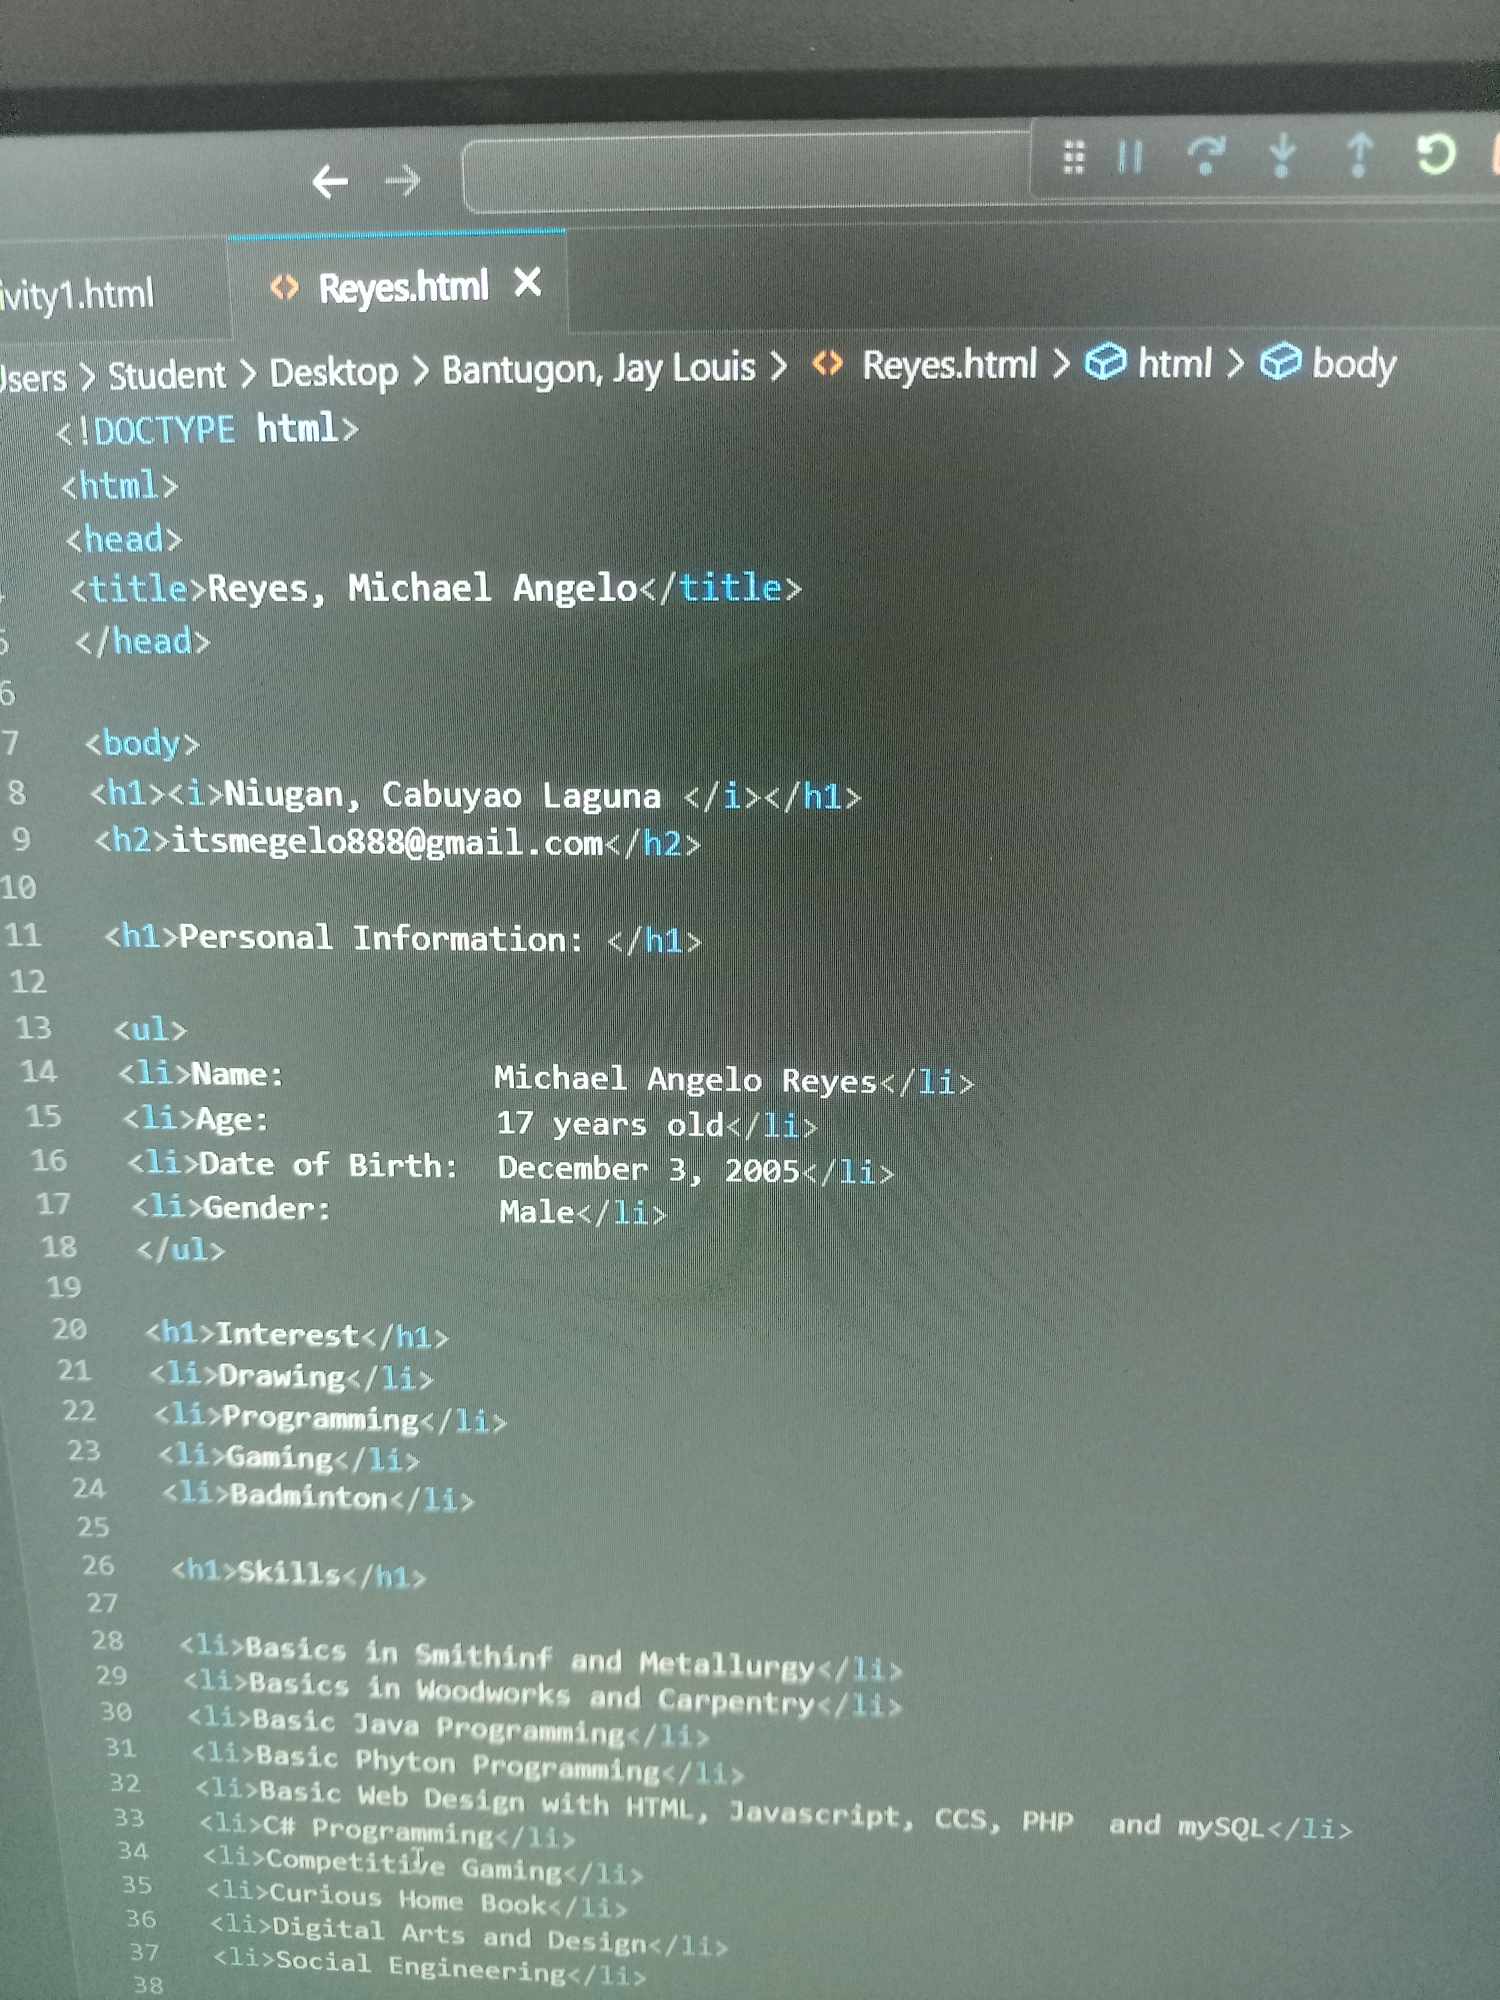 ivity1.html
Reyes.html ×
Users > Student > Desktop > Bantugon, Jay Louis > Reyes.html > html > body
<!DOCTYPE html>
<html>
<head>
<title>Reyes, Michael Angelo</title>
5 </head>
6
7 <body>
8 <h1><i>Niugan, Cabuyao Laguna </i></h1>
9 <h2>itsmegelo888@gmail.com</h2>
10
11 <h1>Personal Information: </h1>
12
13 <ul>
14 <li>Name: Michael Angelo Reyes</li>
15 <li>Age: 17 years old</li>
16 <li>Date of Birth: December 3, 2005</li>
17 <li>Gender: Male</li>
18 </ul>
19
20 <h1>Interest</h1>
21 <li>Drawing</li>
22 <li>Programming</li>
23 <li>Gaming</li>
24 <li>Badminton</li>
25
26 <h1>Skills</h1>
27
28 <li>Basics in Smithinf and Metallurgy</li>
29 <li>Basics in Woodworks and Carpentry</li>
30 <li>Basic Java Programming</li>
31 <li>Basic Phyton Programming</li>
32 <li>Basic Web Design with HTML, Javascript, CCS, PHP  and mySQL</li>
33 <li>C# Programming</li>
34 <li>Competitive Gaming</li>
35 <li>Curious Home Book</li>
36 <li>Digital Arts and Design</li>
37 <li>Social Engineering</li>
38